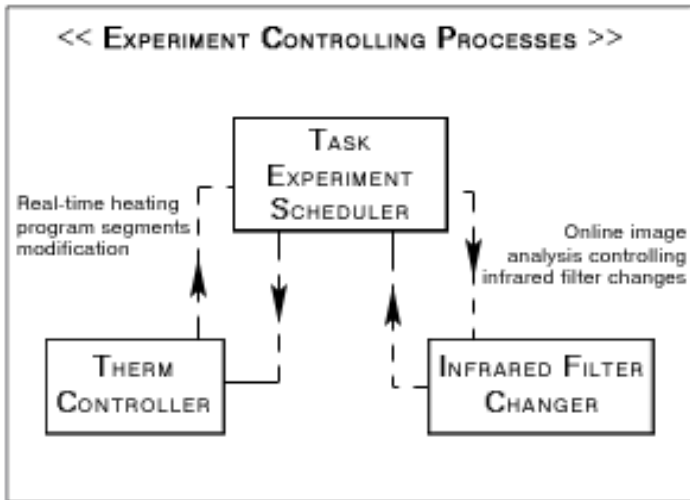 << EXPERIMENT CONTROLLING PROCESSES >>
TASK
EXPERIMENT
SCHEDULER
Real-time heating
program segments
modification
Online image
analysis controlling
infrared filter changes
THERM
CONTROLLER
INFRARED FILTER
CHANGER